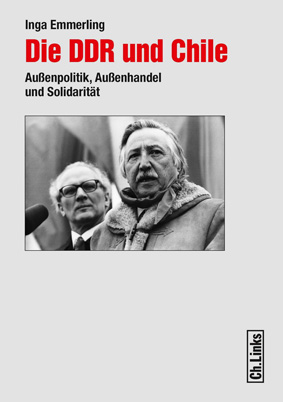 Inga Emmerling
Die DDR und Chile
Außenpolitik, Außenhandel
und Solidarität
Ch.Links